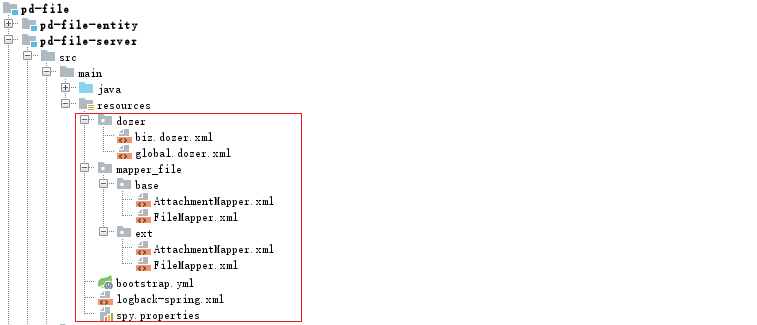 pd-file
pd-file-entity
pd-file-server
src
main
java
resources
dozer
biz.dozer.xml
global.dozer.xml
mapper_file
base
AttachmentMapper.xml
FileMapper.xml
ext
AttachmentMapper.xml
FileMapper.xml
bootstrap.yml
logback-spring.xml
spy.properties